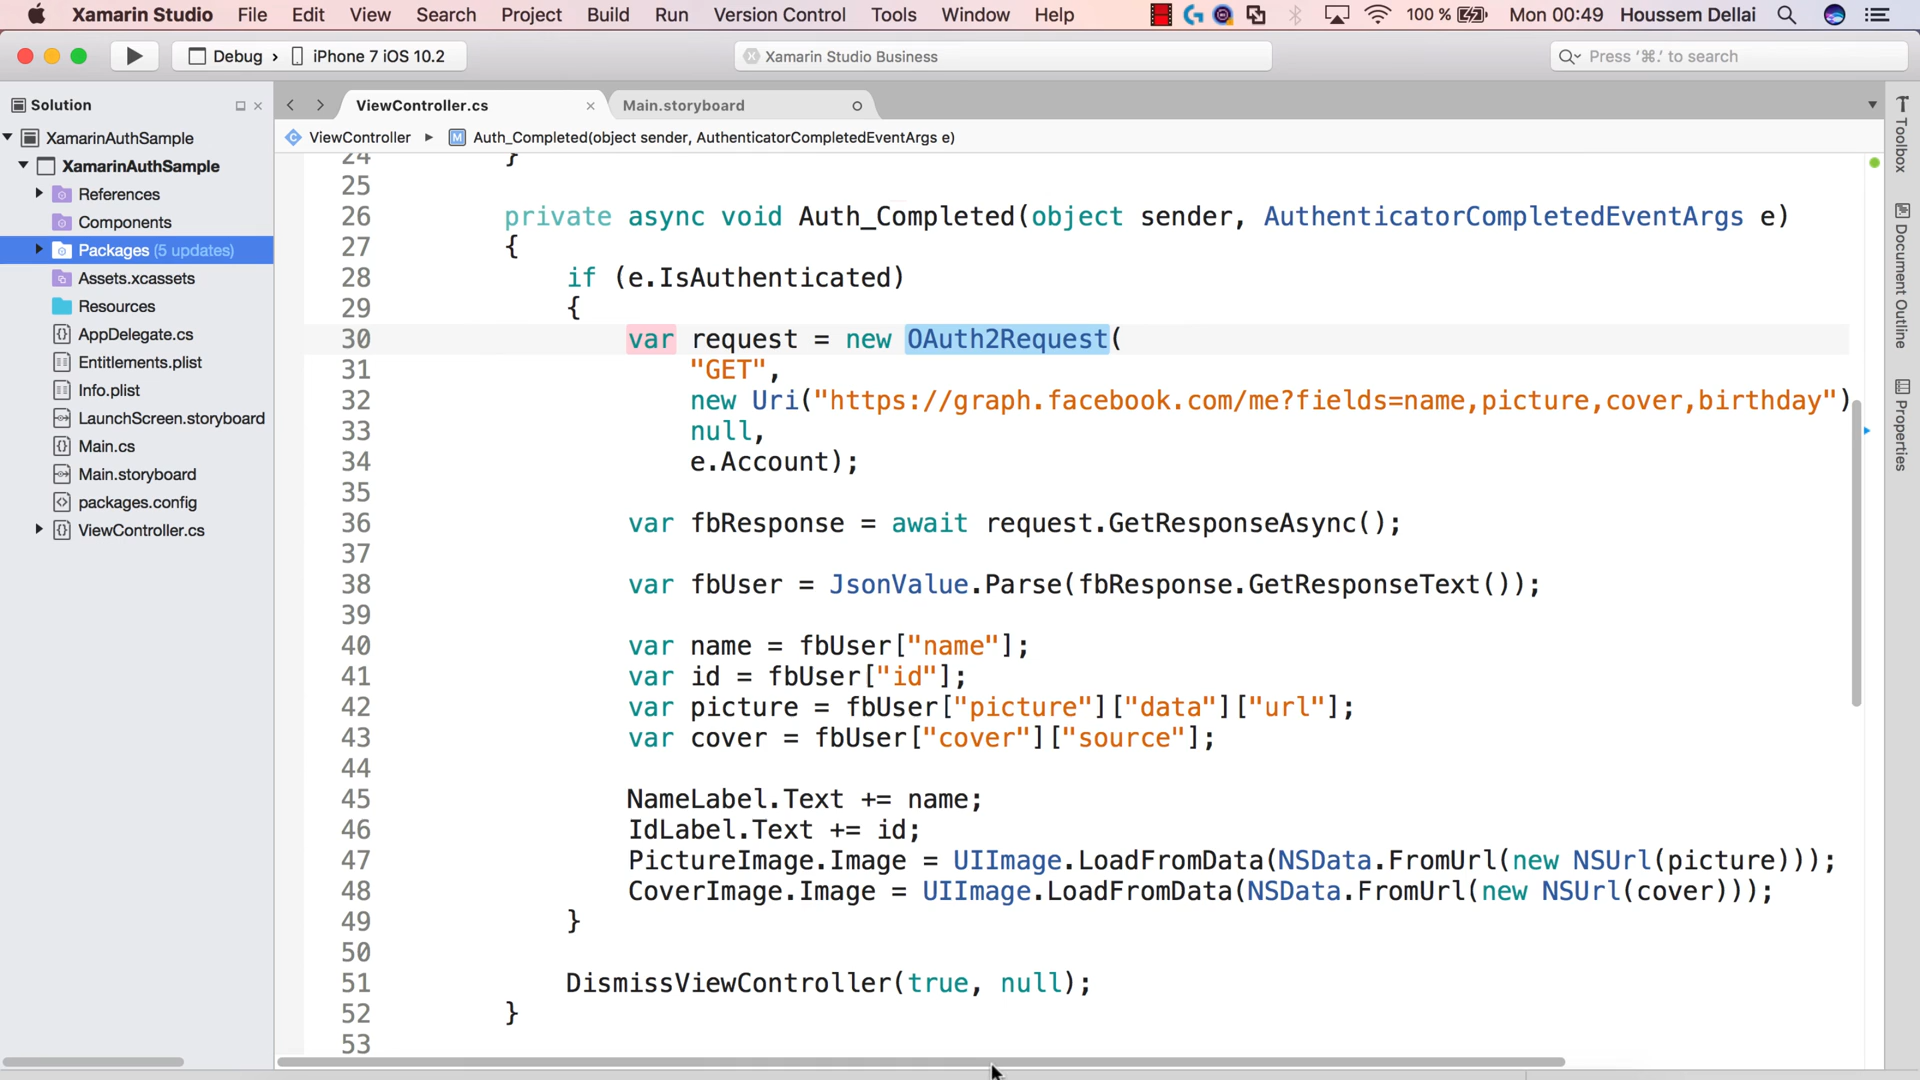 Xamarin Studio File Edit View Search Project Build Run Version Control Tools Window Help 100 % Mon 00:49 Houssem Dellai
Debug › iPhone 7 iOS 10.2 Xamarin Studio Business Press ‘⌘.’ to search
Solution
ViewController.cs Main.storyboard
ViewController ▸ M Auth_Completed(object sender, AuthenticatorCompletedEventArgs e)
XamarinAuthSample
XamarinAuthSample
References
Components
Packages (5 updates)
Assets.xcassets
Resources
AppDelegate.cs
Entitlements.plist
Info.plist
LaunchScreen.storyboard
Main.cs
Main.storyboard
packages.config
ViewController.cs
24 }
25
26 private async void Auth_Completed(object sender, AuthenticatorCompletedEventArgs e)
27 {
28 if (e.IsAuthenticated)
29 {
30 var request = new OAuth2Request(
31 "GET",
32 new Uri("https://graph.facebook.com/me?fields=name,picture,cover,birthday")
33 null,
34 e.Account);
35
36 var fbResponse = await request.GetResponseAsync();
37
38 var fbUser = JsonValue.Parse(fbResponse.GetResponseText());
39
40 var name = fbUser["name"];
41 var id = fbUser["id"];
42 var picture = fbUser["picture"]["data"]["url"];
43 var cover = fbUser["cover"]["source"];
44
45 NameLabel.Text += name;
46 IdLabel.Text += id;
47 PictureImage.Image = UIImage.LoadFromData(NSData.FromUrl(new NSUrl(picture)));
48 CoverImage.Image = UIImage.LoadFromData(NSData.FromUrl(new NSUrl(cover)));
49 }
50
51 DismissViewController(true, null);
52 }
53
Toolbox
Document Outline
Properties